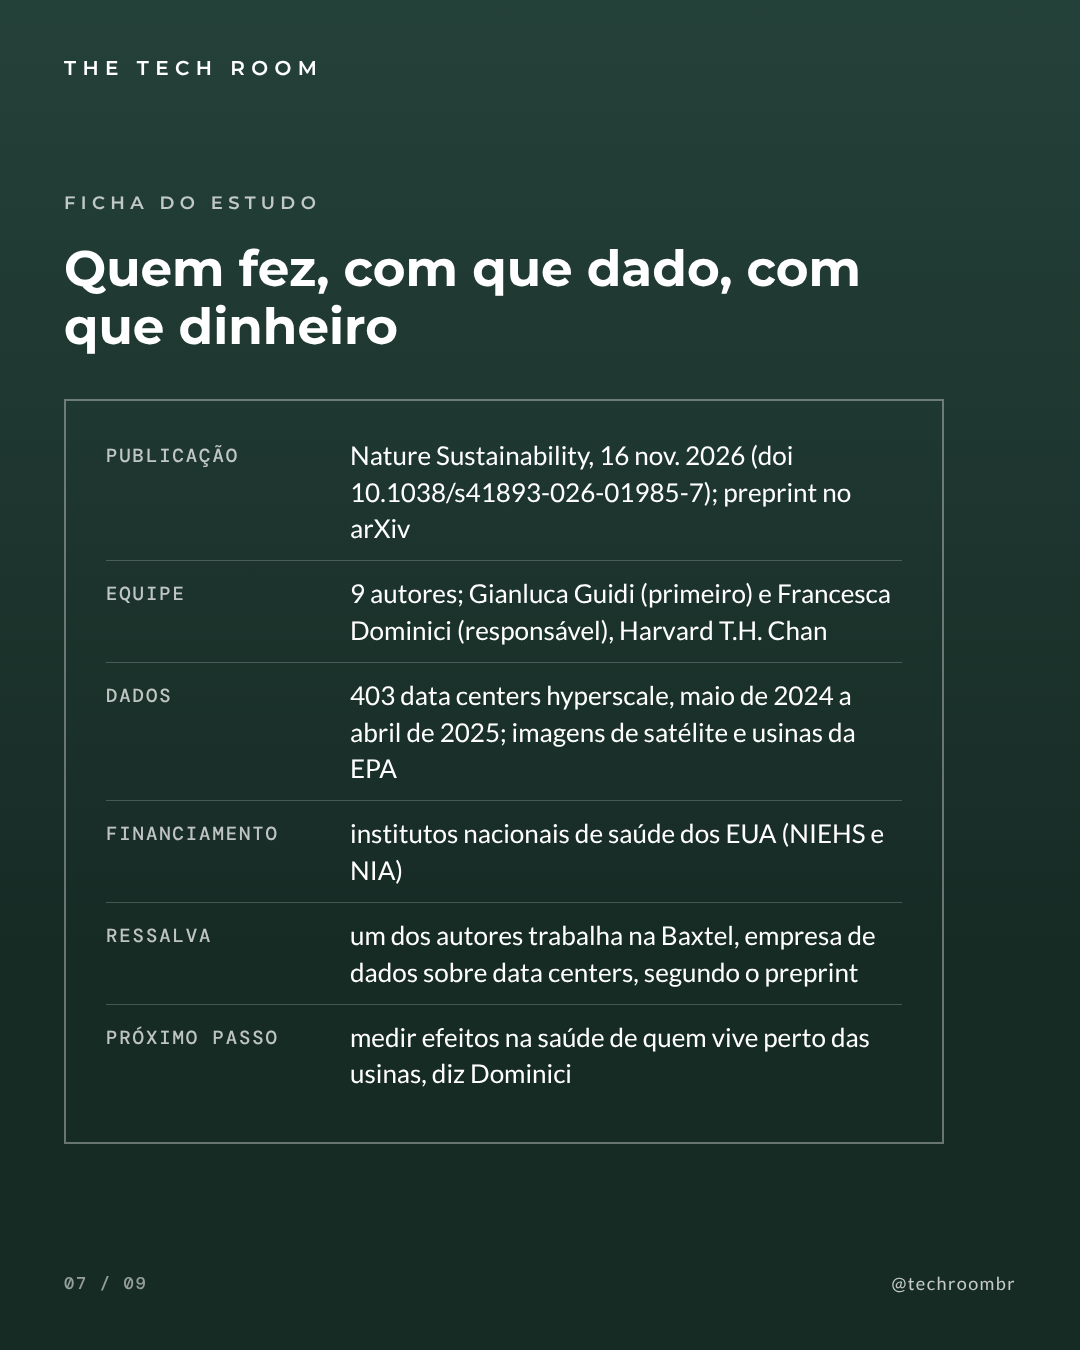 THE TECH ROOM
FICHA DO ESTUDO
Quem fez, com que dado, com
que dinheiro
PUBLICAÇÃO
Nature Sustainability, 16 nov. 2026 (doi
10.1038/s41893-026-01985-7); preprint no
arXiv
EQUIPE
9 autores; Gianluca Guidi (primeiro) e Francesca
Dominici (responsável), Harvard T.H. Chan
DADOS
403 data centers hyperscale, maio de 2024 a
abril de 2025; imagens de satélite e usinas da
EPA
FINANCIAMENTO
institutos nacionais de saúde dos EUA (NIEHS e
NIA)
RESSALVA
um dos autores trabalha na Baxtel, empresa de
dados sobre data centers, segundo o preprint
PRÓXIMO PASSO
medir efeitos na saúde de quem vive perto das
usinas, diz Dominici
07 / 09
@techroombr